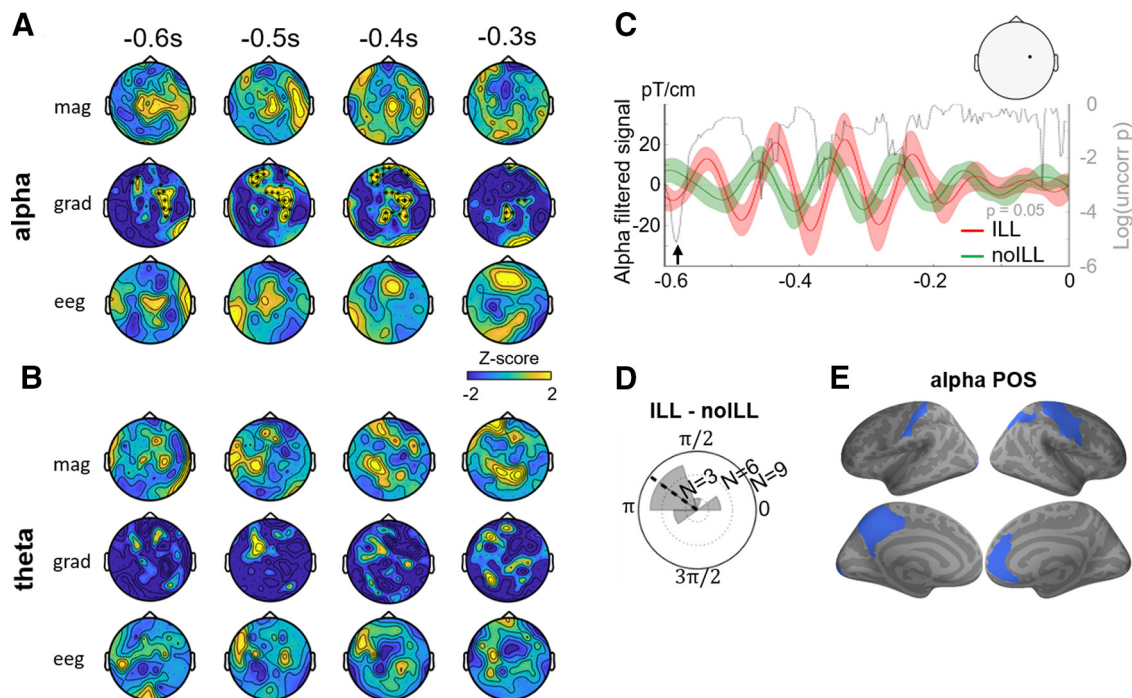 A
-0.6s -0.5s -0.4s -0.3s
mag
grad
eeg
alpha
Z-score
-2 2
B
mag
grad
eeg
theta
C
pT/cm
Alpha filtered signal
20
0
-20
-0.6 -0.4 -0.2 0
0
-2
-4
-6
Log(uncorr p)
p = 0.05
ILL
noILL
D
ILL - noILL
π/2
π
0
3π/2
N=3
N=6
N=9
E
alpha POS